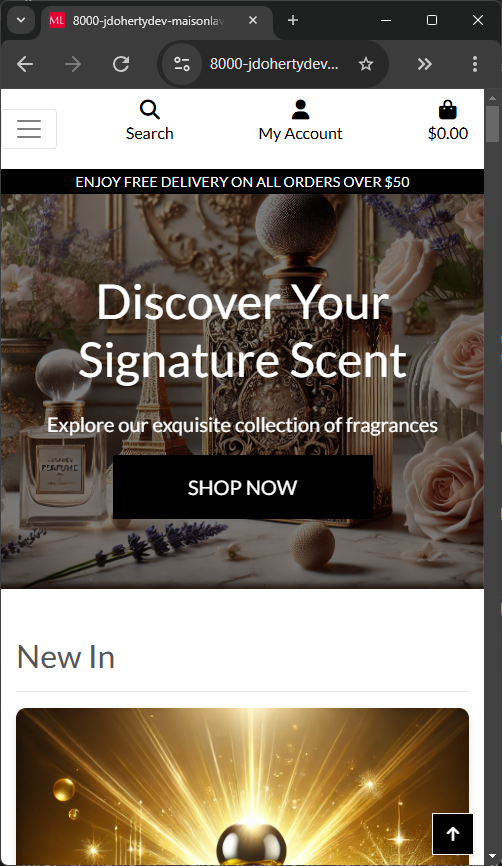 ML
8000-jdohertydev-maisonlav
8000-jdohertydev...
Search
My Account
$0.00
ENJOY FREE DELIVERY ON ALL ORDERS OVER $50
Discover Your
Signature Scent
Explore our exquisite collection of fragrances
PERFUME
SHOP NOW
New In